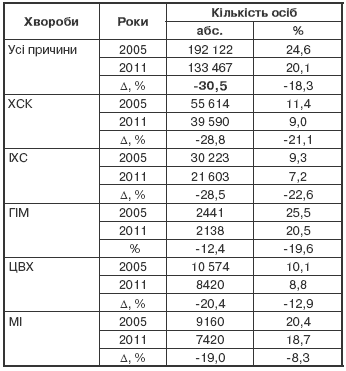 Хвороби Роки Кількість осіб
абс. %
Усі причини 2005 192 122 24,6
2011 133 467 20,1
Δ, % -30,5 -18,3
ХСК 2005 55 614 11,4
2011 39 590 9,0
Δ, % -28,8 -21,1
ІХС 2005 30 223 9,3
2011 21 603 7,2
Δ, % -28,5 -22,6
ГІМ 2005 2441 25,5
2011 2138 20,5
% -12,4 -19,6
ЦВХ 2005 10 574 10,1
2011 8420 8,8
Δ, % -20,4 -12,9
МІ 2005 9160 20,4
2011 7420 18,7
Δ, % -19,0 -8,3